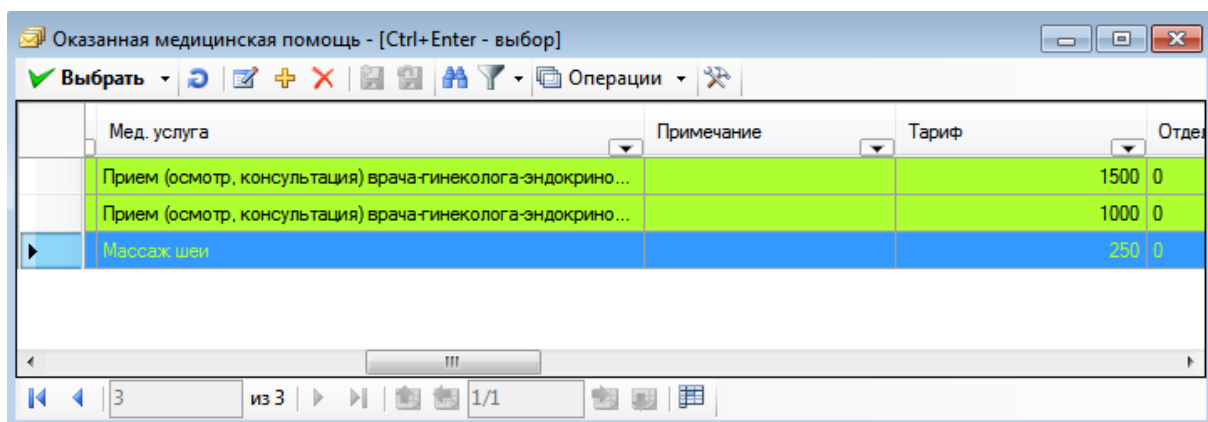 Оказанная медицинская помощь - [Ctrl+Enter - выбор]
Выбрать Операции
Мед. услуга Примечание Тариф Отдел
Прием (осмотр, консультация) врача-гинеколога-эндокрино... 1500 0
Прием (осмотр, консультация) врача-гинеколога-эндокрино... 1000 0
Массаж шеи 250 0
3 из 3 1/1